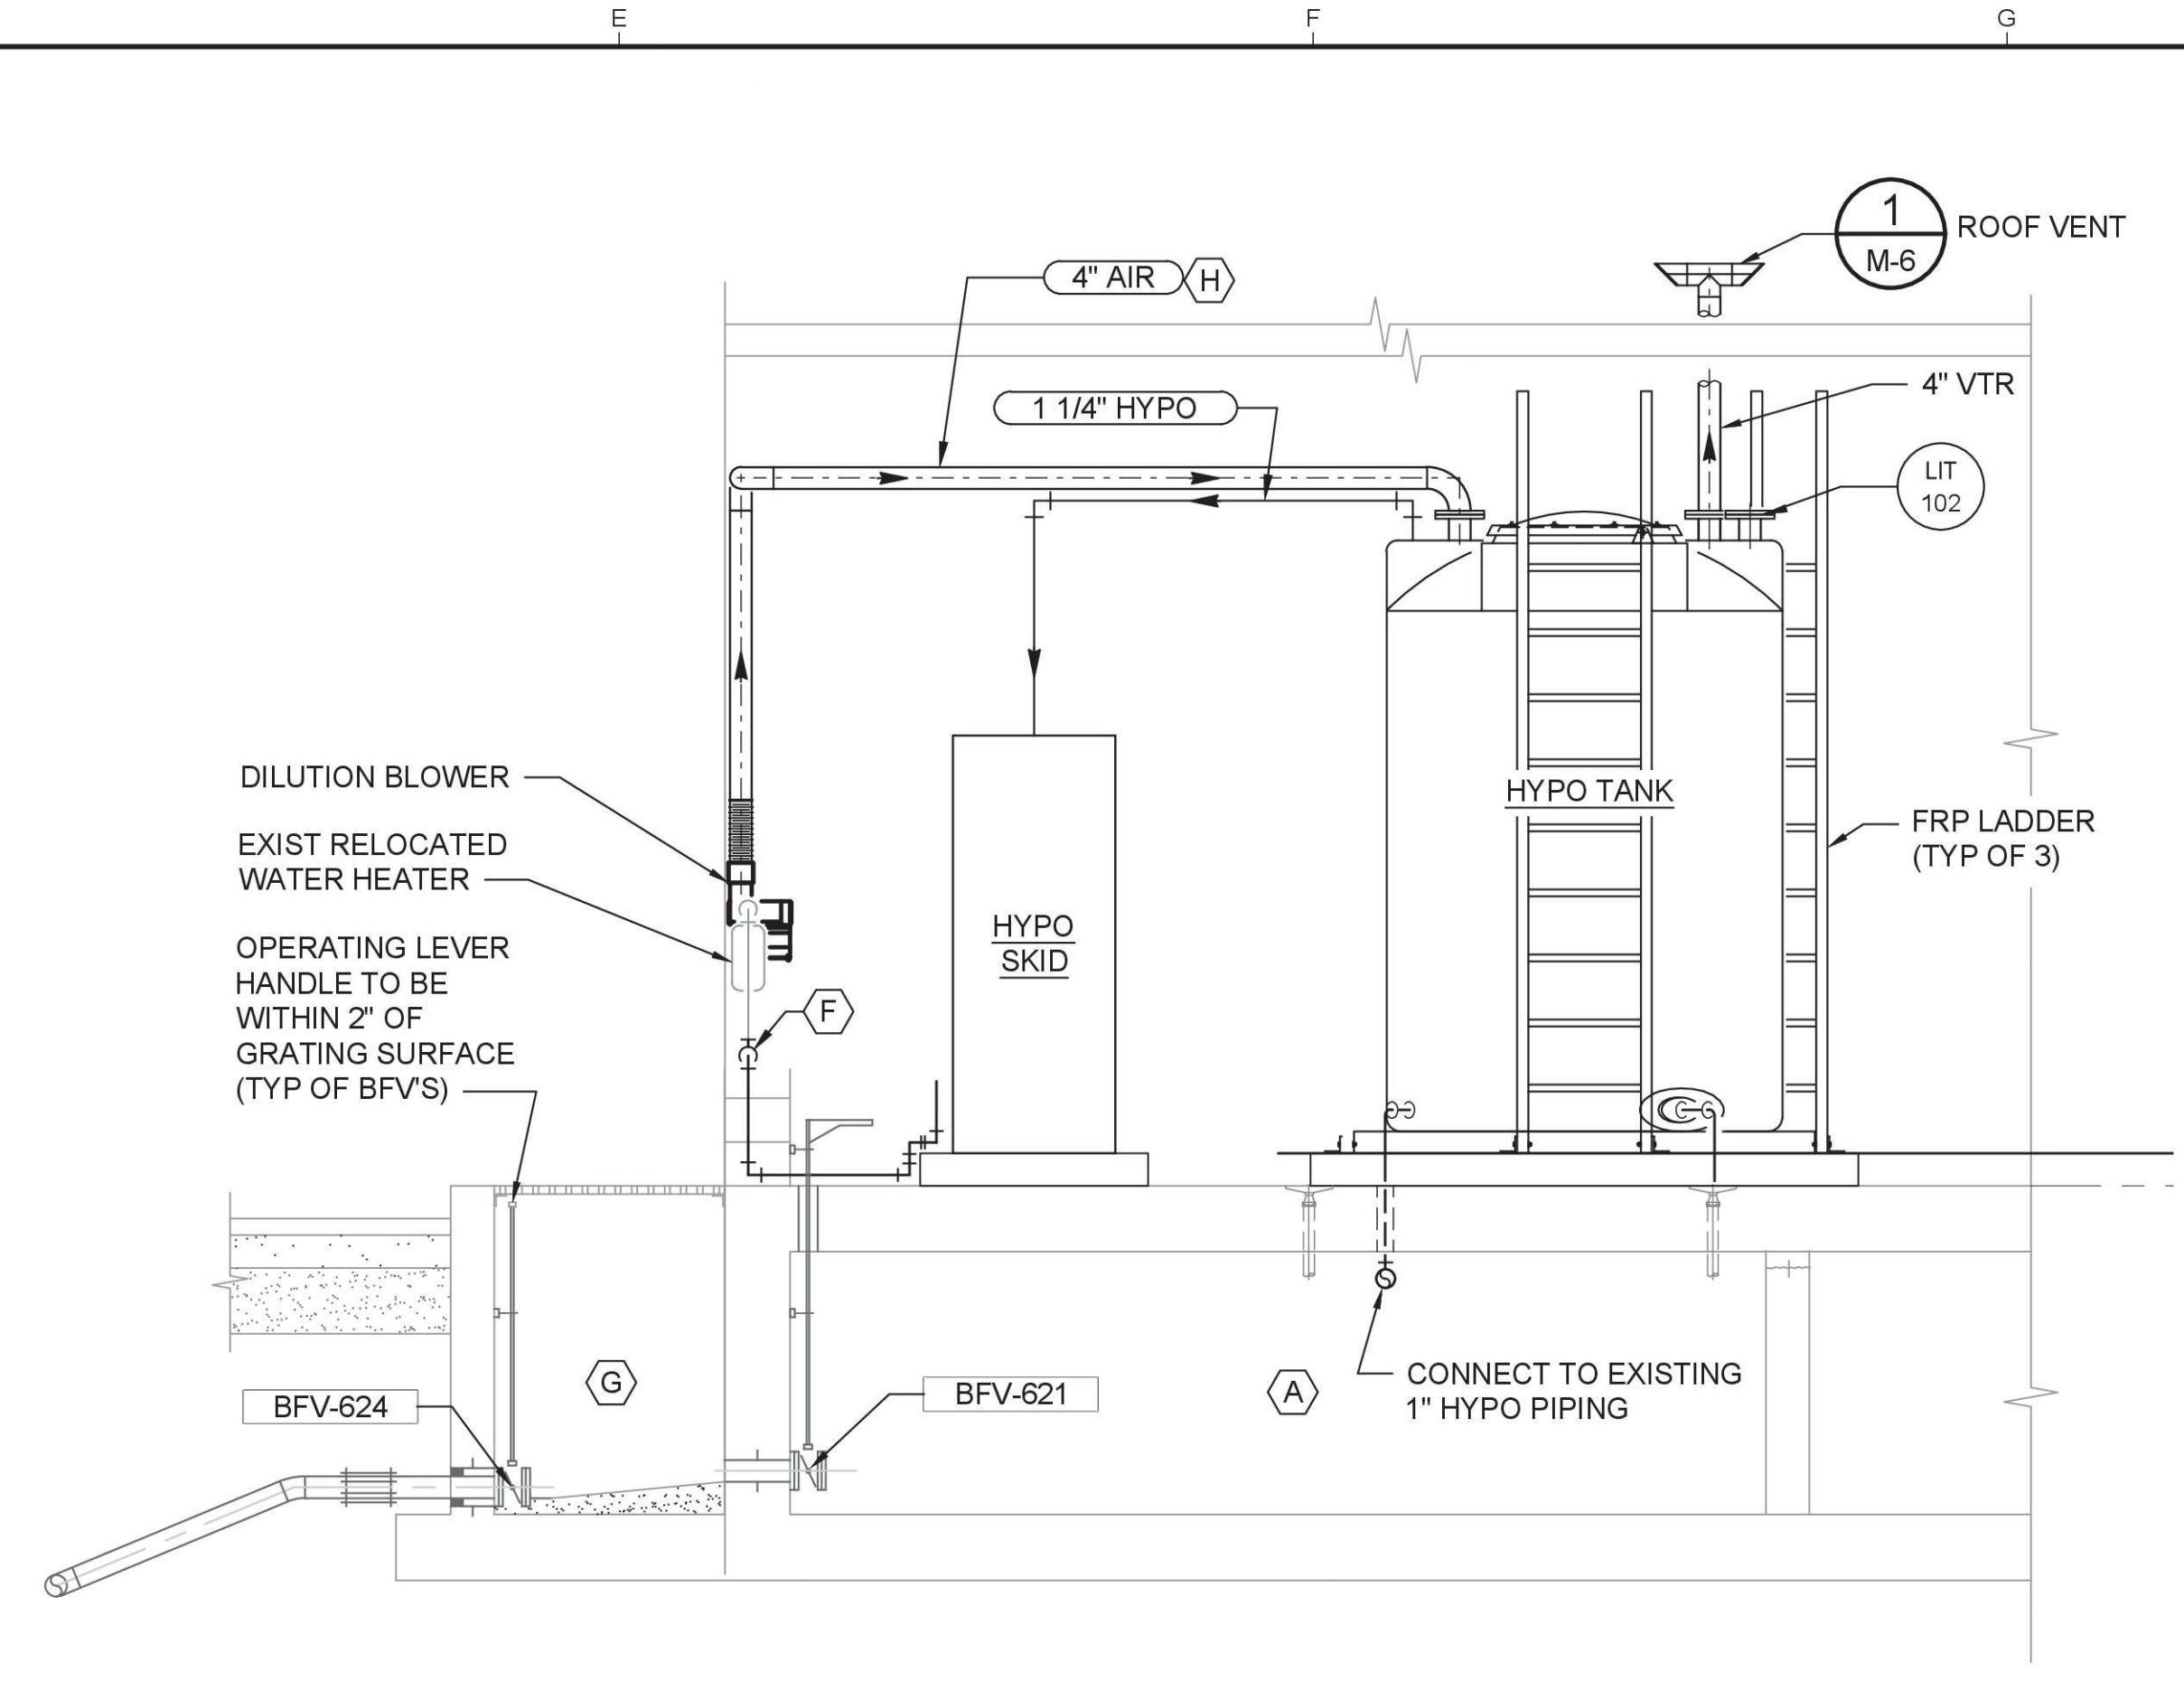 E
F
G
1
M-6
ROOF VENT
4" AIR
H
1 1/4" HYPO
4" VTR
LIT
102
DILUTION BLOWER
EXIST RELOCATED
WATER HEATER
OPERATING LEVER
HANDLE TO BE
WITHIN 2" OF
GRATING SURFACE
(TYP OF BFV'S)
HYPO TANK
FRP LADDER
(TYP OF 3)
HYPO
SKID
F
BFV-624
G
BFV-621
A
CONNECT TO EXISTING
1" HYPO PIPING